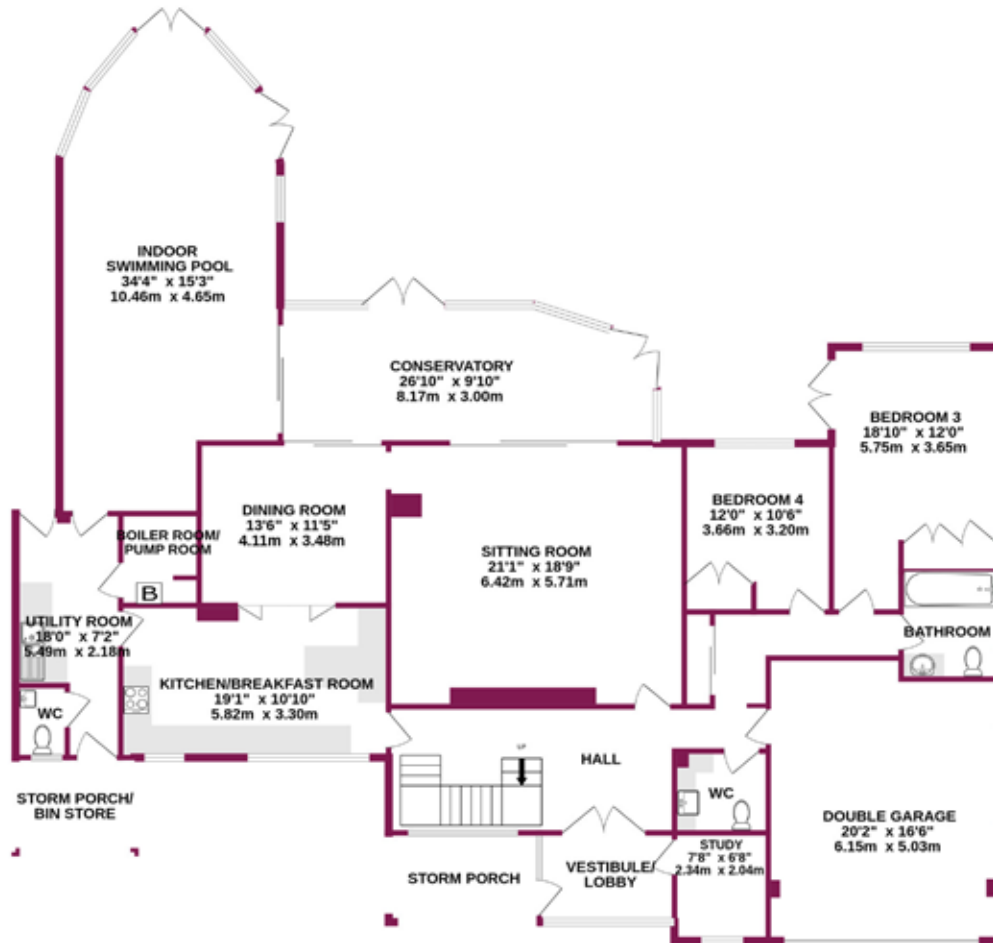 INDOOR
SWIMMING POOL
34'4" x 15'3"
10.46m x 4.65m
CONSERVATORY
26'10" x 9'10"
8.17m x 3.00m
BEDROOM 3
18'10" x 12'0"
5.75m x 3.65m
DINING ROOM
13'6" x 11'5"
4.11m x 3.48m
BEDROOM 4
12'0" x 10'6"
3.66m x 3.20m
BOILER ROOM/
PUMP ROOM
B
SITTING ROOM
21'1" x 18'9"
6.42m x 5.71m
UTILITY ROOM
18'0" x 7'2"
5.49m x 2.18m
BATHROOM
KITCHEN/BREAKFAST ROOM
19'1" x 10'10"
5.82m x 3.30m
WC
UP
HALL
WC
STORM PORCH/
BIN STORE
DOUBLE GARAGE
20'2" x 16'6"
6.15m x 5.03m
STUDY
7'8" x 6'8"
2.34m x 2.04m
VESTIBULE/
LOBBY
STORM PORCH